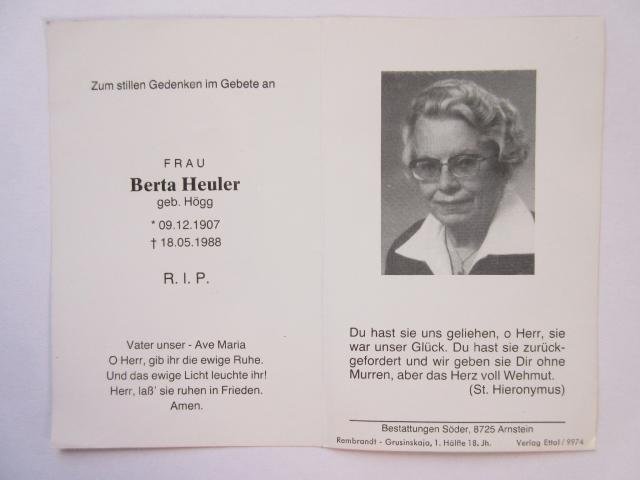 Zum stillen Gedenken im Gebete an
FRAU
Berta Heuler
geb. Högg
* 09.12.1907
† 18.05.1988
R. I. P.
Vater unser - Ave Maria
O Herr, gib ihr die ewige Ruhe.
Und das ewige Licht leuchte ihr!
Herr, laß' sie ruhen in Frieden.
Amen.
Du hast sie uns geliehen, o Herr, sie
war unser Glück. Du hast sie zurück-
gefordert und wir geben sie Dir ohne
Murren, aber das Herz voll Wehmut.
(St. Hieronymus)
Bestattungen Söder, 8725 Arnstein
Rembrandt - Grusinskaja, 1. Hälfte 18. Jh. Verlag Ettal / 9974